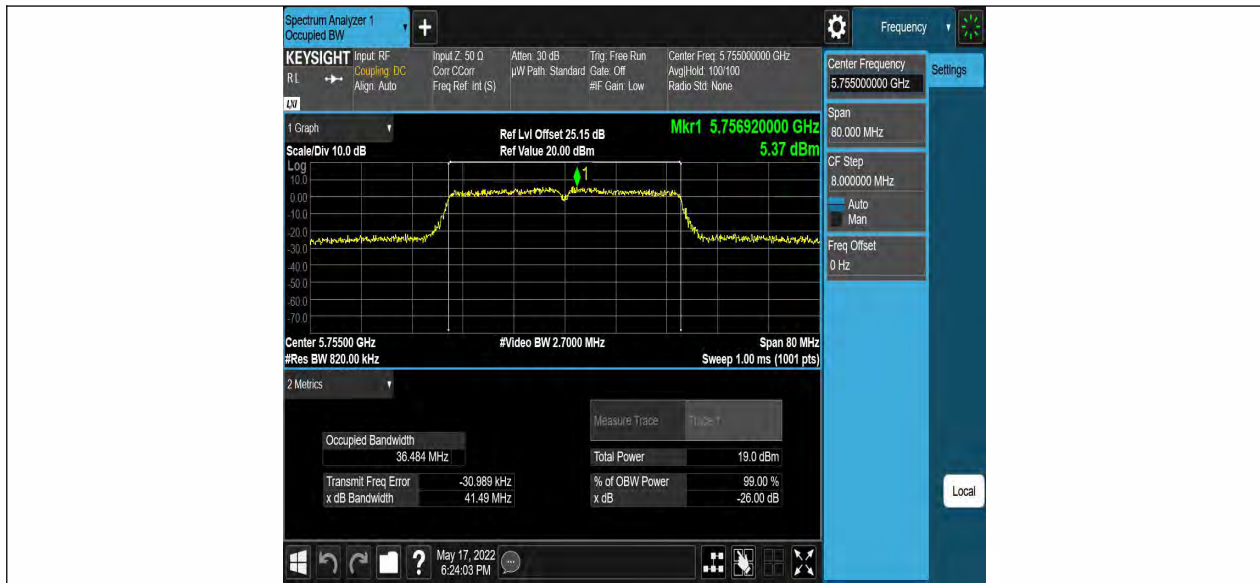 Spectrum Analyzer 1
Occupied BW
+
Frequency
KEYSIGHT
RL
LXI
Input: RF
Coupling: DC
Align: Auto
Input Z: 50 Ω
Corr CCorr
Freq Ref: Int (S)
Atten: 30 dB
µW Path: Standard
Trig: Free Run
Gate: Off
#IF Gain: Low
Center Freq: 5.755000000 GHz
Avg|Hold: 100/100
Radio Std: None
Center Frequency
5.755000000 GHz
Settings
Span
80.000 MHz
CF Step
8.000000 MHz
Auto
Man
Freq Offset
0 Hz
Local
1 Graph
Scale/Div 10.0 dB
Ref Lvl Offset 25.15 dB
Ref Value 20.00 dBm
Mkr1 5.756920000 GHz
5.37 dBm
Log
1
10.0
0.00
-10.0
-20.0
-30.0
-40.0
-50.0
-60.0
-70.0
Center 5.75500 GHz
#Video BW 2.7000 MHz
Span 80 MHz
#Res BW 820.00 kHz
Sweep 1.00 ms (1001 pts)
2 Metrics
Measure Trace Trace 1
Occupied Bandwidth
36.484 MHz
Total Power 19.0 dBm
Transmit Freq Error -30.989 kHz
% of OBW Power 99.00 %
x dB Bandwidth 41.49 MHz
x dB -26.00 dB
?
May 17, 2022
6:24:03 PM